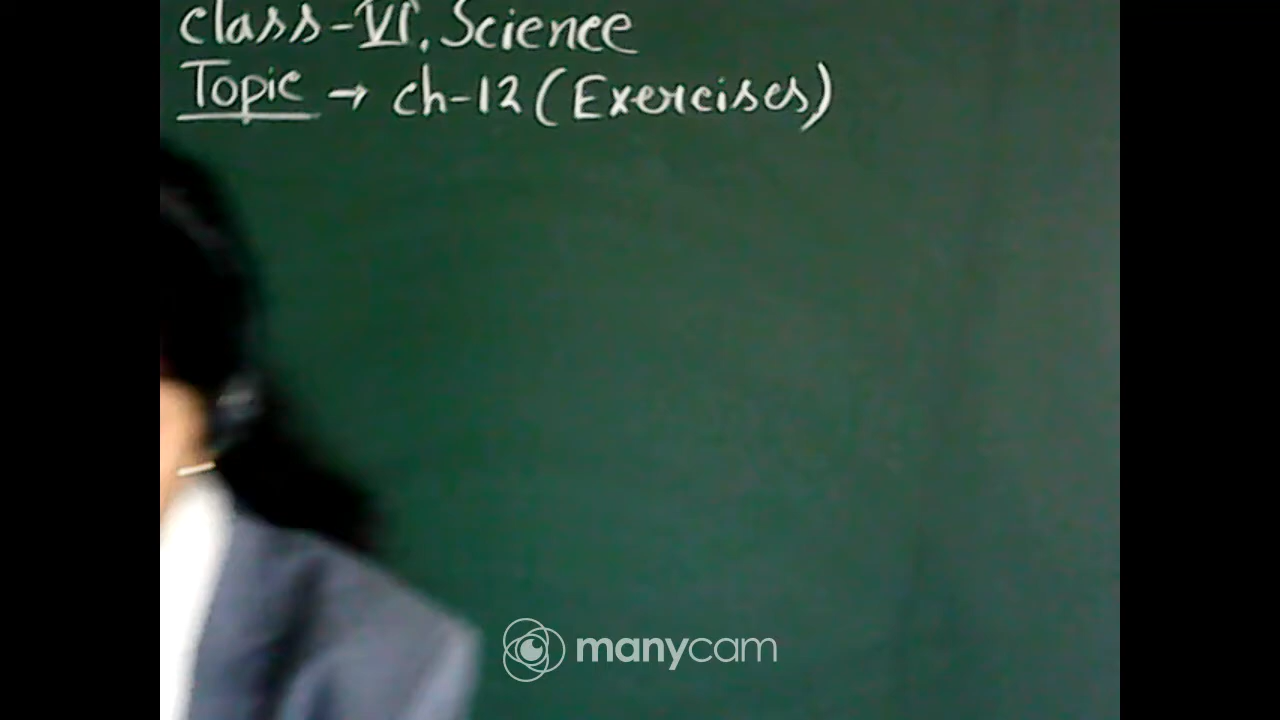 class-VI. Science
Topic → ch-12 (Exercises)
manycam